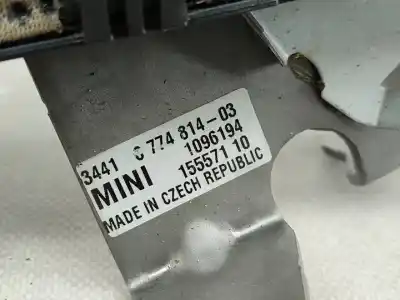 3441 6 774 814-03
1096194
MINI 155571 10
MADE IN CZECH REPUBLIC